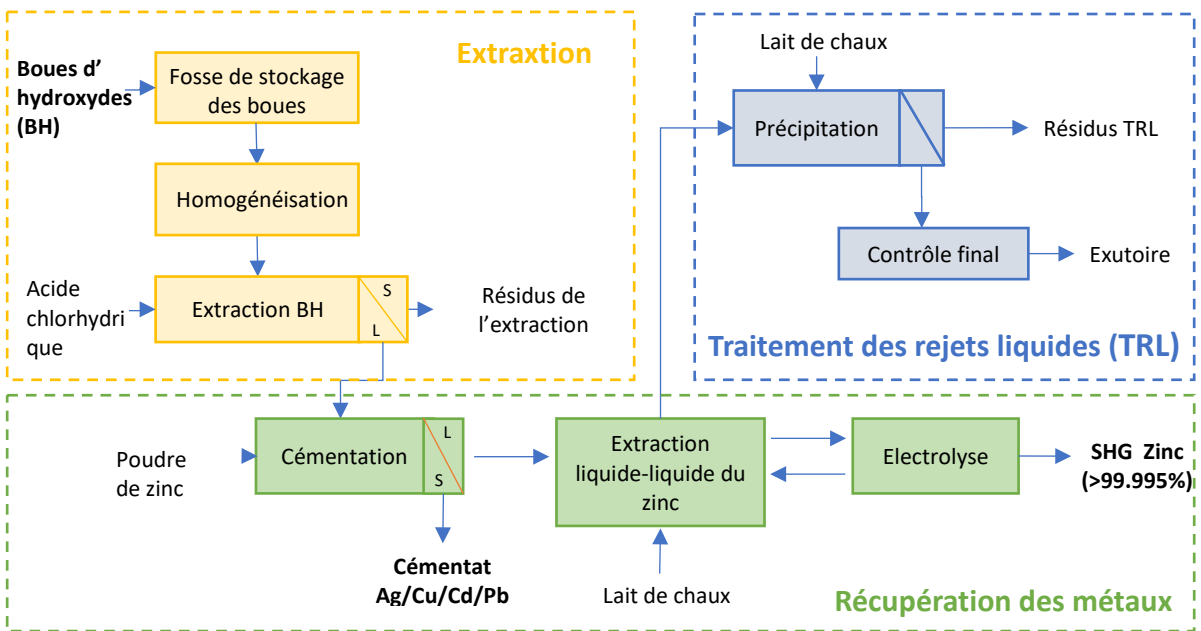 Extraxtion
Boues d’
hydroxydes
(BH)
Fosse de stockage
des boues
Homogénéisation
Acide
chlorhydri
que
Extraction BH
S
L
Résidus de
l’extraction
Lait de chaux
Précipitation
Résidus TRL
Contrôle final
Exutoire
Traitement des rejets liquides (TRL)
Poudre
de zinc
Cémentation
L
S
Extraction
liquide-liquide du
zinc
Electrolyse
SHG Zinc
(>99.995%)
Cémentat
Ag/Cu/Cd/Pb
Lait de chaux
Récupération des métaux